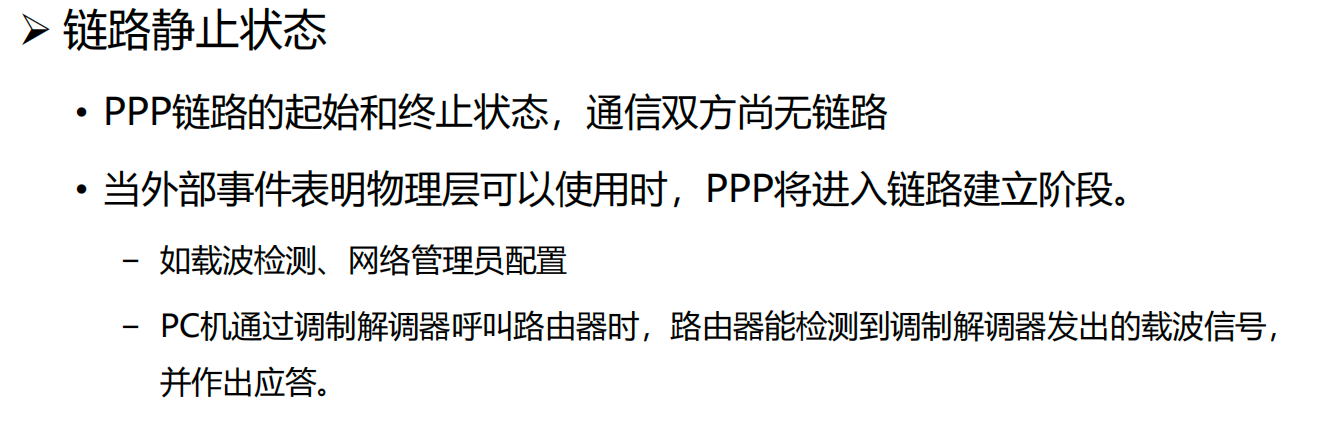 ➢ 链路静止状态
• PPP链路的起始和终止状态，通信双方尚无链路
• 当外部事件表明物理层可以使用时，PPP将进入链路建立阶段。
– 如载波检测、网络管理员配置
– PC机通过调制解调器呼叫路由器时，路由器能检测到调制解调器发出的载波信号，
并作出应答。